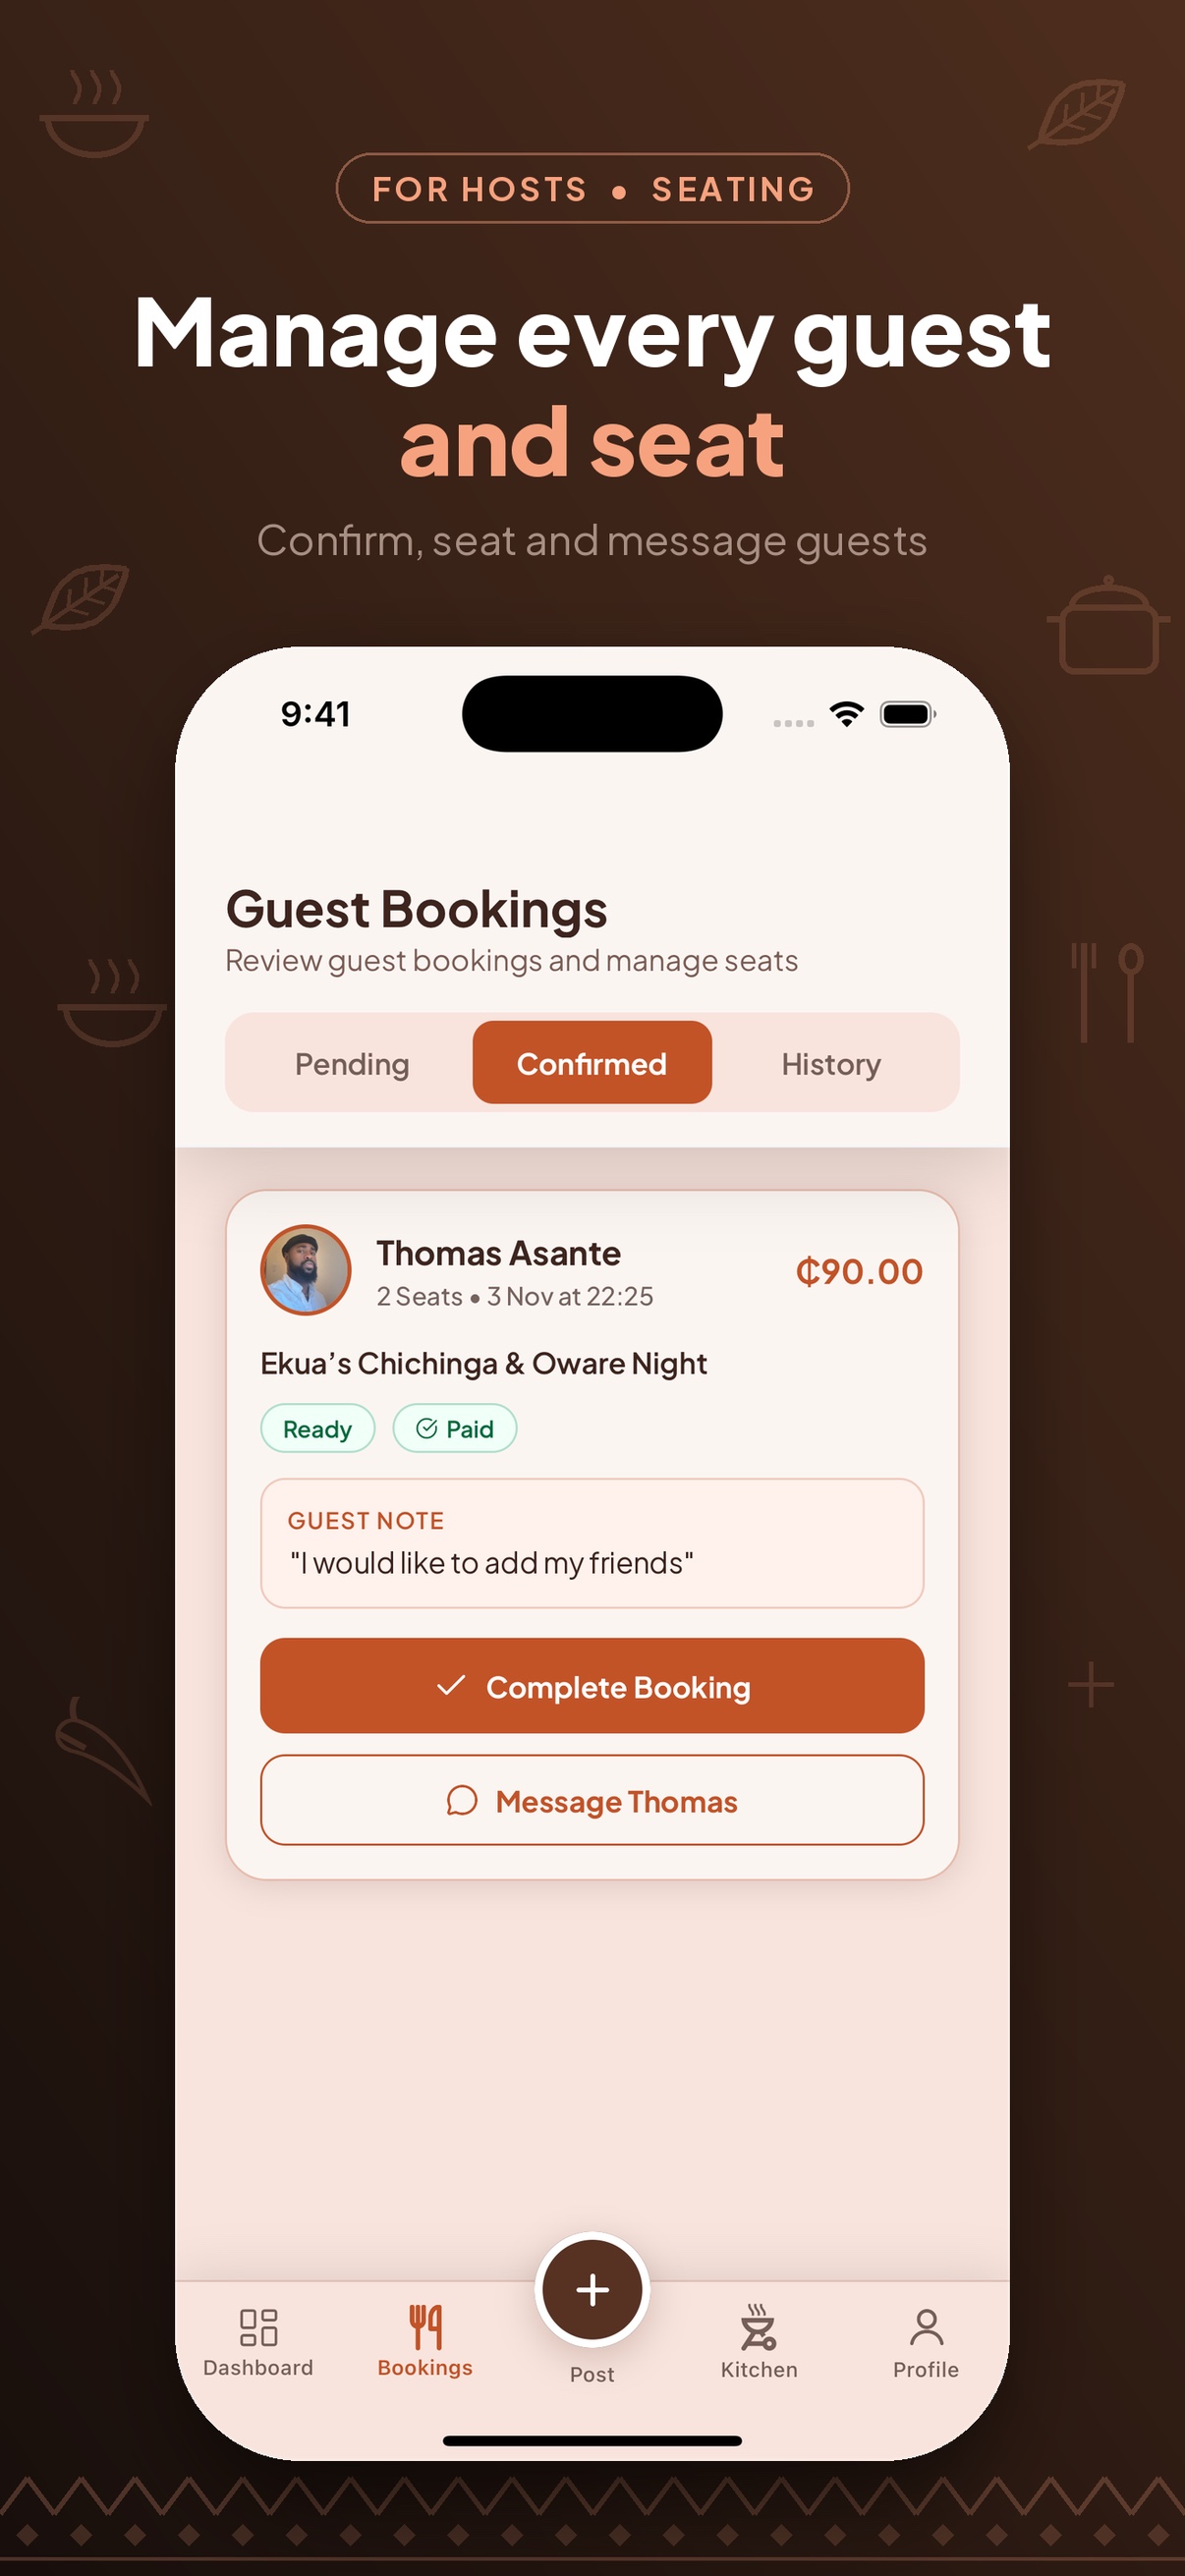 FOR HOSTS • SEATING
Manage every guest
and seat
Confirm, seat and message guests
9:41
Guest Bookings
Review guest bookings and manage seats
Pending Confirmed History
Thomas Asante
2 Seats • 3 Nov at 22:25
₵90.00
Ekua’s Chichinga & Oware Night
Ready Paid
GUEST NOTE
"I would like to add my friends"
Complete Booking
Message Thomas
Dashboard Bookings Post Kitchen Profile